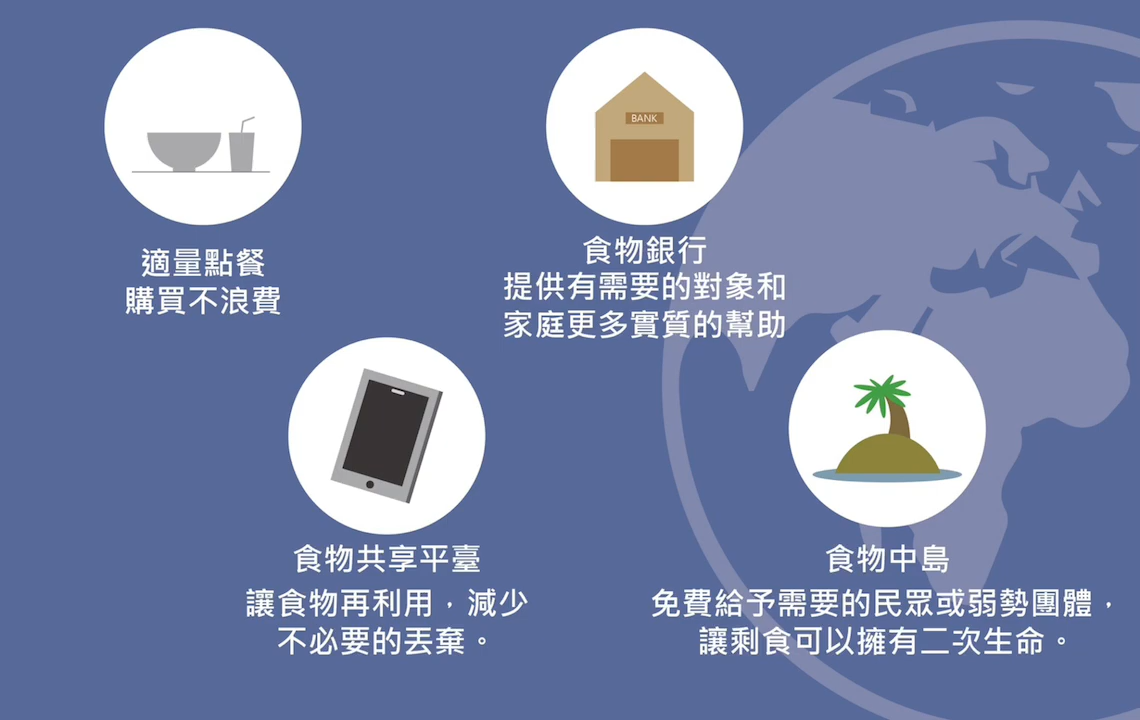 適量點餐
購買不浪費
BANK
食物銀行
提供有需要的對象和
家庭更多實質的幫助
食物共享平臺
讓食物再利用，減少
不必要的丟棄。
食物中島
免費給予需要的民眾或弱勢團體，
讓剩食可以擁有二次生命。